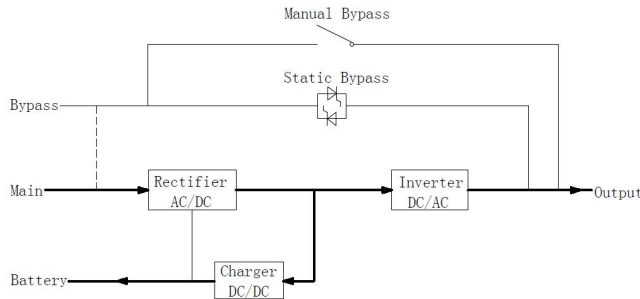 Manual Bypass
Static Bypass
Bypass
Main
Rectifier
AC/DC
Inverter
DC/AC
Output
Battery
Charger
DC/DC